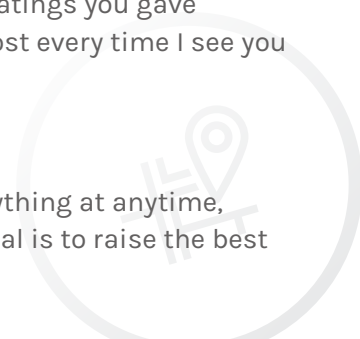 atings you gave
ost every time I see you
ything at anytime,
al is to raise the best